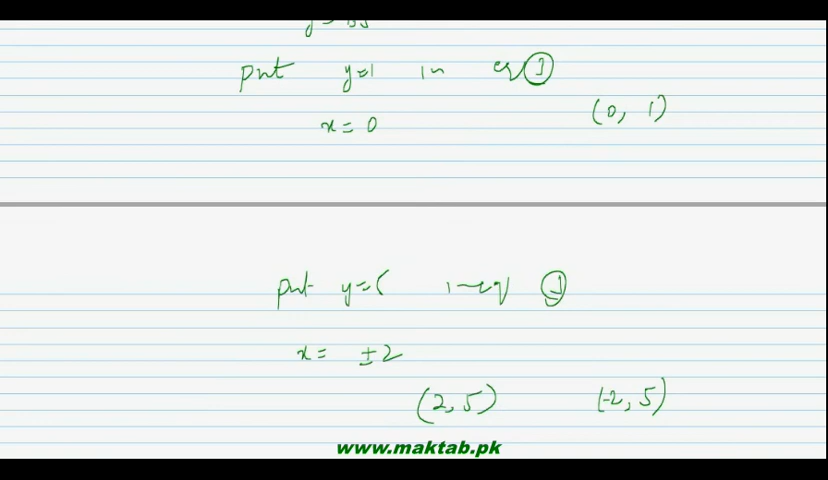 put y=1 in eq 1
(0, 1)
x = 0
put y=5 in eq
x = ±2
(2, 5) (-2, 5)
www.maktab.pk